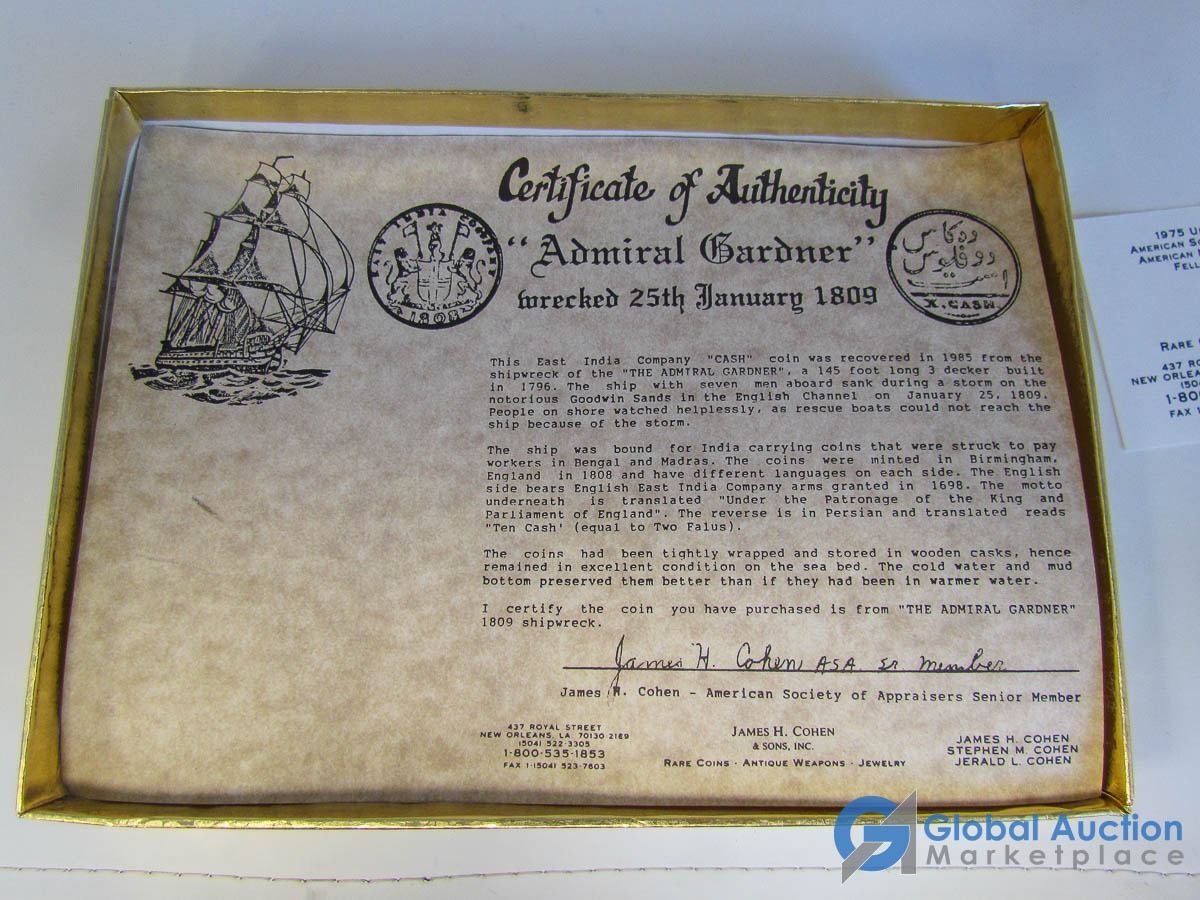 Certificate of Authenticity
"Admiral Gardner"
wrecked 25th January 1809
EAST INDIA COMPANY
1808
X. CASH
This East India Company "CASH" coin was recovered in 1985 from the
shipwreck of the "THE ADMIRAL GARDNER", a 145 foot long 3 decker built
in 1796. The ship with seven men aboard sank during a storm on the
notorious Goodwin Sands in the English Channel on January 25, 1809.
People on shore watched helplessly, as rescue boats could not reach the
ship because of the storm.
The ship was bound for India carrying coins that were struck to pay
workers in Bengal and Madras. The coins were minted in Birmingham,
England in 1808 and have different languages on each side. The English
side bears English East India Company arms granted in 1698. The motto
underneath is translated "Under the Patronage of the King and
Parliament of England". The reverse is in Persian and translated reads
"Ten Cash' (equal to Two Falus).
The coins had been tightly wrapped and stored in wooden casks, hence
remained in excellent condition on the sea bed. The cold water and mud
bottom preserved them better than if they had been in warmer water.
I certify the coin you have purchased is from "THE ADMIRAL GARDNER"
1809 shipwreck.
James H. Cohen ASA Sr member
James H. Cohen - American Society of Appraisers Senior Member
437 ROYAL STREET
NEW ORLEANS, LA 70130-2189
(504) 522-3305
1-800-535-1853
FAX 1-(504) 523-7603
JAMES H. COHEN
& SONS, INC.
RARE COINS · ANTIQUE WEAPONS · JEWELRY
JAMES H. COHEN
STEPHEN M. COHEN
JERALD L. COHEN
1975
AMERICAN
AMERICAN
RARE
437
NEW
1-80
FAX
Global Auction
Marketplace